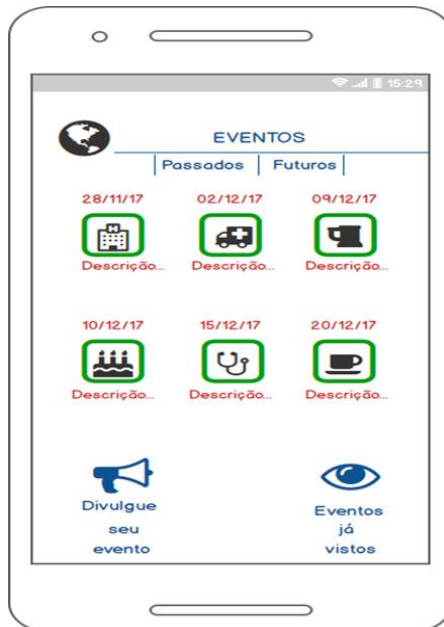 15:29
EVENTOS
Passados Futuros
28/11/17 02/12/17 09/12/17
Descrição... Descrição... Descrição...
10/12/17 15/12/17 20/12/17
Descrição... Descrição... Descrição...
Divulgue
seu
evento
Eventos
já
vistos